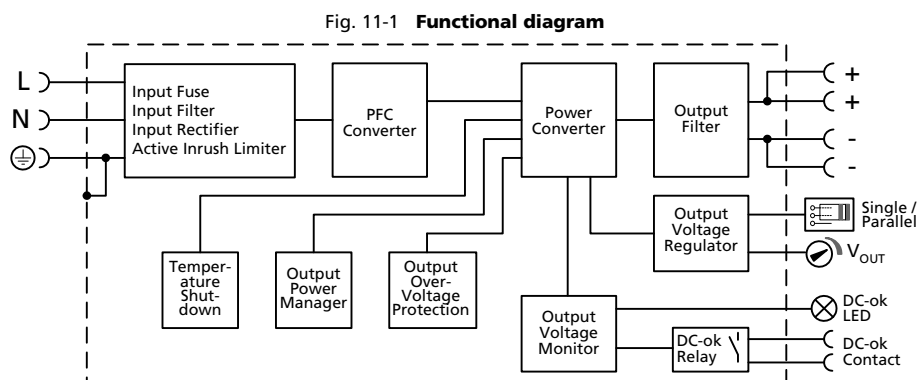 Fig. 11-1 Functional diagram
L
N
Input Fuse
Input Filter
Input Rectifier
Active Inrush Limiter
PFC
Converter
Power
Converter
Output
Filter
+
+
-
-
Output
Voltage
Regulator
Single /
Parallel
VOUT
Temper-
ature
Shut-
down
Output
Power
Manager
Output
Over-
Voltage
Protection
Output
Voltage
Monitor
DC-ok
LED
DC-ok
Relay
DC-ok
Contact